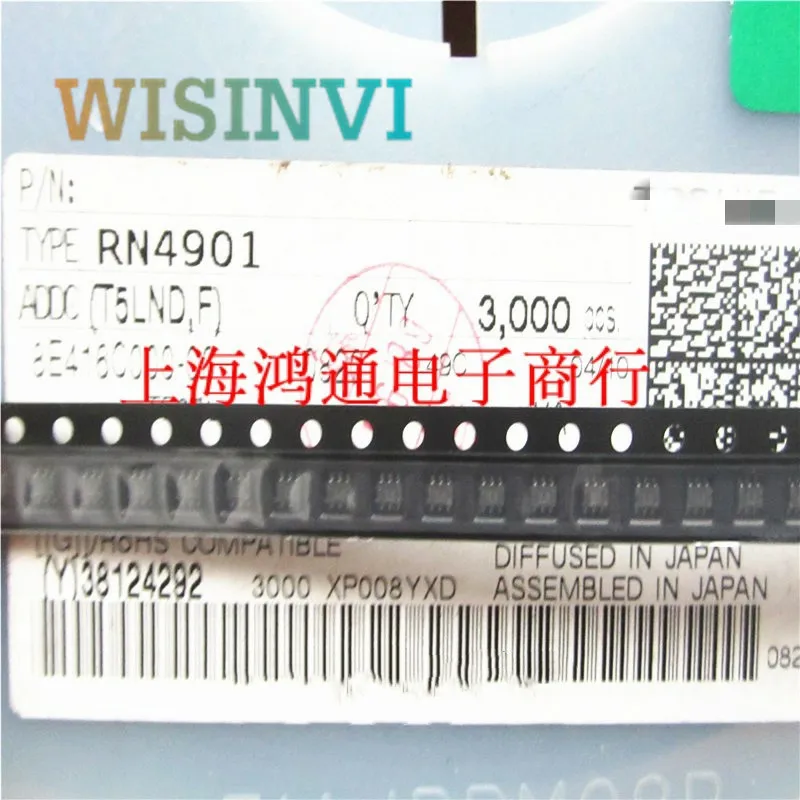 WISINVI
P/N:
TYPE RN4901
ADDC (T5LND,F) Q'TY 3,000 pcs.
上海鸿通电子商行
[[G]]/RoHS COMPATIBLE
DIFFUSED IN JAPAN
(Y)38124292 3000 XP008YXD ASSEMBLED IN JAPAN
082